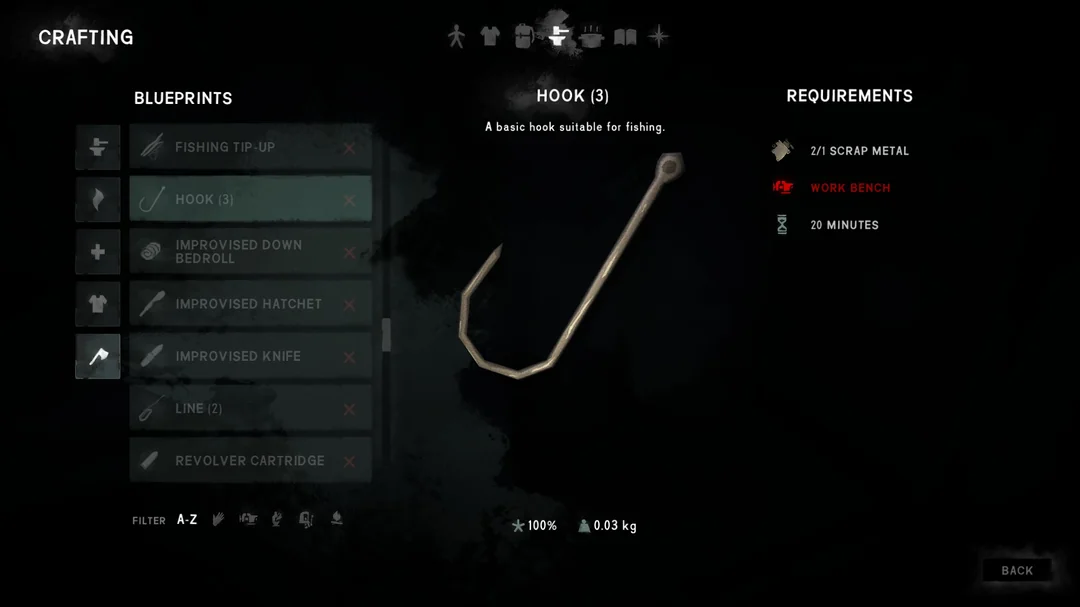 CRAFTING
BLUEPRINTS
FISHING TIP-UP
HOOK (3)
IMPROVISED DOWN
BEDROLL
IMPROVISED HATCHET
IMPROVISED KNIFE
LINE (2)
REVOLVER CARTRIDGE
FILTER A-Z
HOOK (3)
A basic hook suitable for fishing.
100% 0.03 kg
REQUIREMENTS
2/1 SCRAP METAL
WORK BENCH
20 MINUTES
BACK